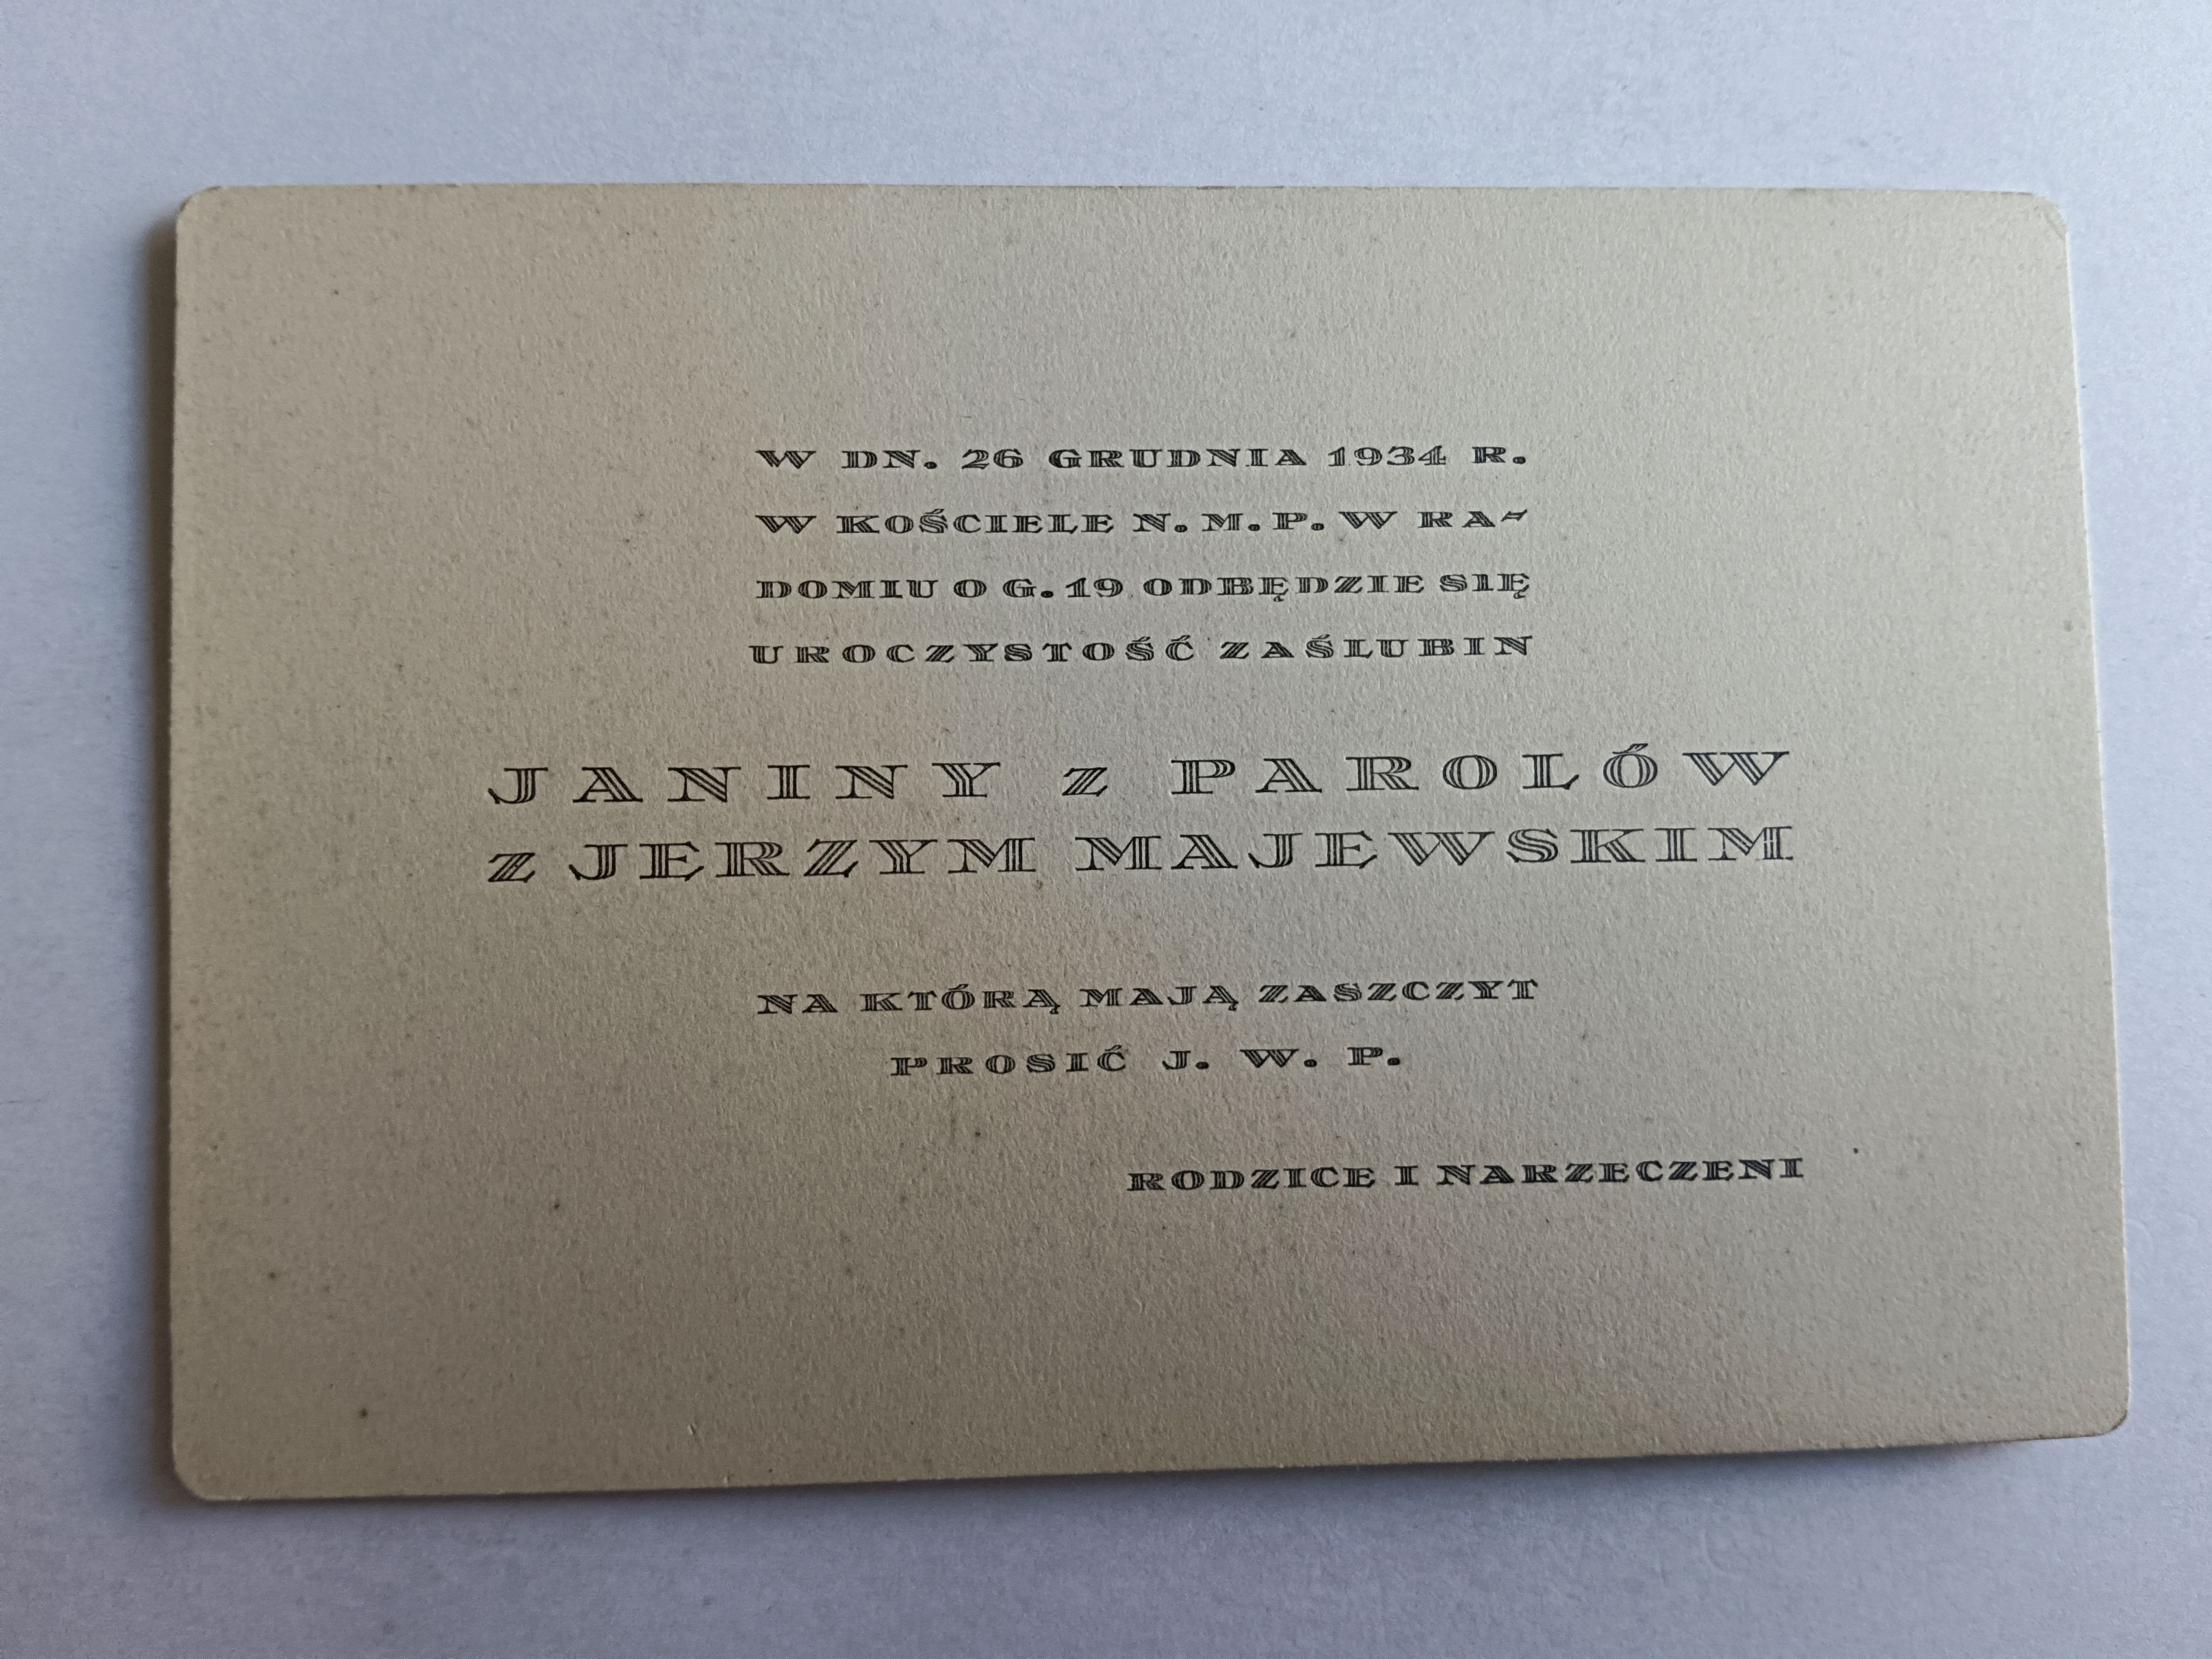 W DN. 26 GRUDNIA 1934 R.
W KOŚCIELE N. M. P. W RA-
DOMIU O G. 19 ODBĘDZIE SIĘ
UROCZYSTOŚĆ ZAŚLUBIN
JANINY z PAROLÓW
z JERZYM MAJEWSKIM
NA KTÓRĄ MAJĄ ZASZCZYT
PROSIĆ J. W. P.
RODZICE I NARZECZENI